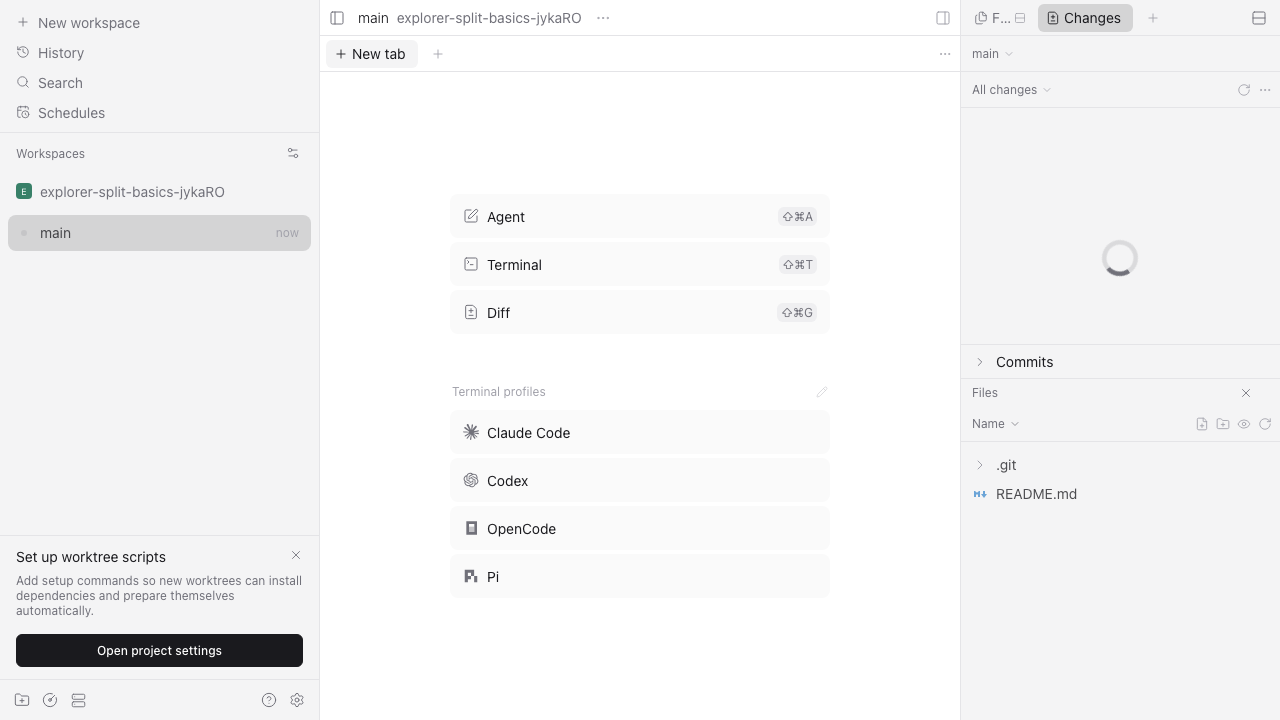 New workspace
History
Search
Schedules
Workspaces
E
explorer-split-basics-jykaRO
main
now
Set up worktree scripts
Add setup commands so new worktrees can install
dependencies and prepare themselves
automatically.
Open project settings
main explorer-split-basics-jykaRO
New tab
Agent ⇧⌘A
Terminal ⇧⌘T
Diff ⇧⌘G
Terminal profiles
Claude Code
Codex
OpenCode
Pi
F... Changes
main
All changes
Commits
Files
Name
.git
README.md